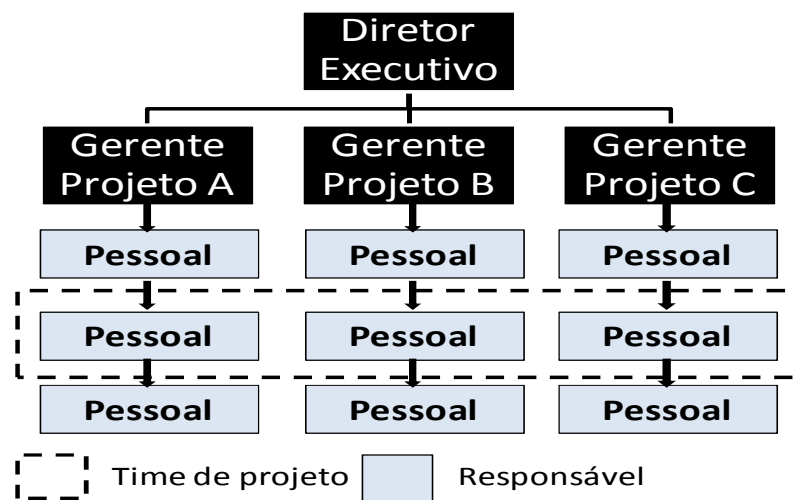 Diretor
Executivo
Gerente
Projeto A
Gerente
Projeto B
Gerente
Projeto C
Pessoal
Pessoal
Pessoal
Pessoal
Pessoal
Pessoal
Pessoal
Pessoal
Pessoal
Time de projeto
Responsável